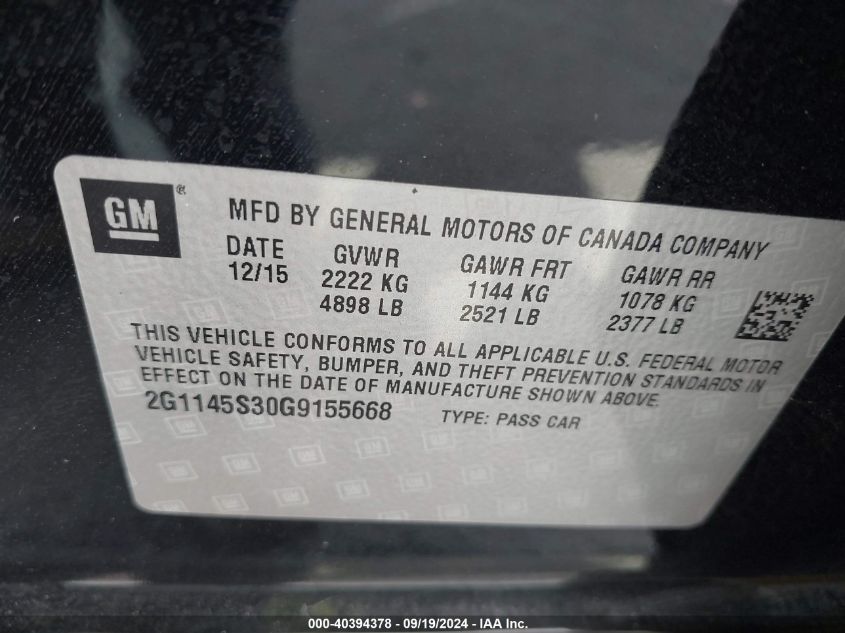 GM ®
MFD BY GENERAL MOTORS OF CANADA COMPANY
DATE GVWR GAWR FRT GAWR RR
12/15 2222 KG 1144 KG 1078 KG
4898 LB 2521 LB 2377 LB
THIS VEHICLE CONFORMS TO ALL APPLICABLE U.S. FEDERAL MOTOR
VEHICLE SAFETY, BUMPER, AND THEFT PREVENTION STANDARDS IN
EFFECT ON THE DATE OF MANUFACTURE SHOWN ABOVE.
2G1145S30G9155668 TYPE: PASS CAR
000-40394378 - 09/19/2024 - IAA Inc.